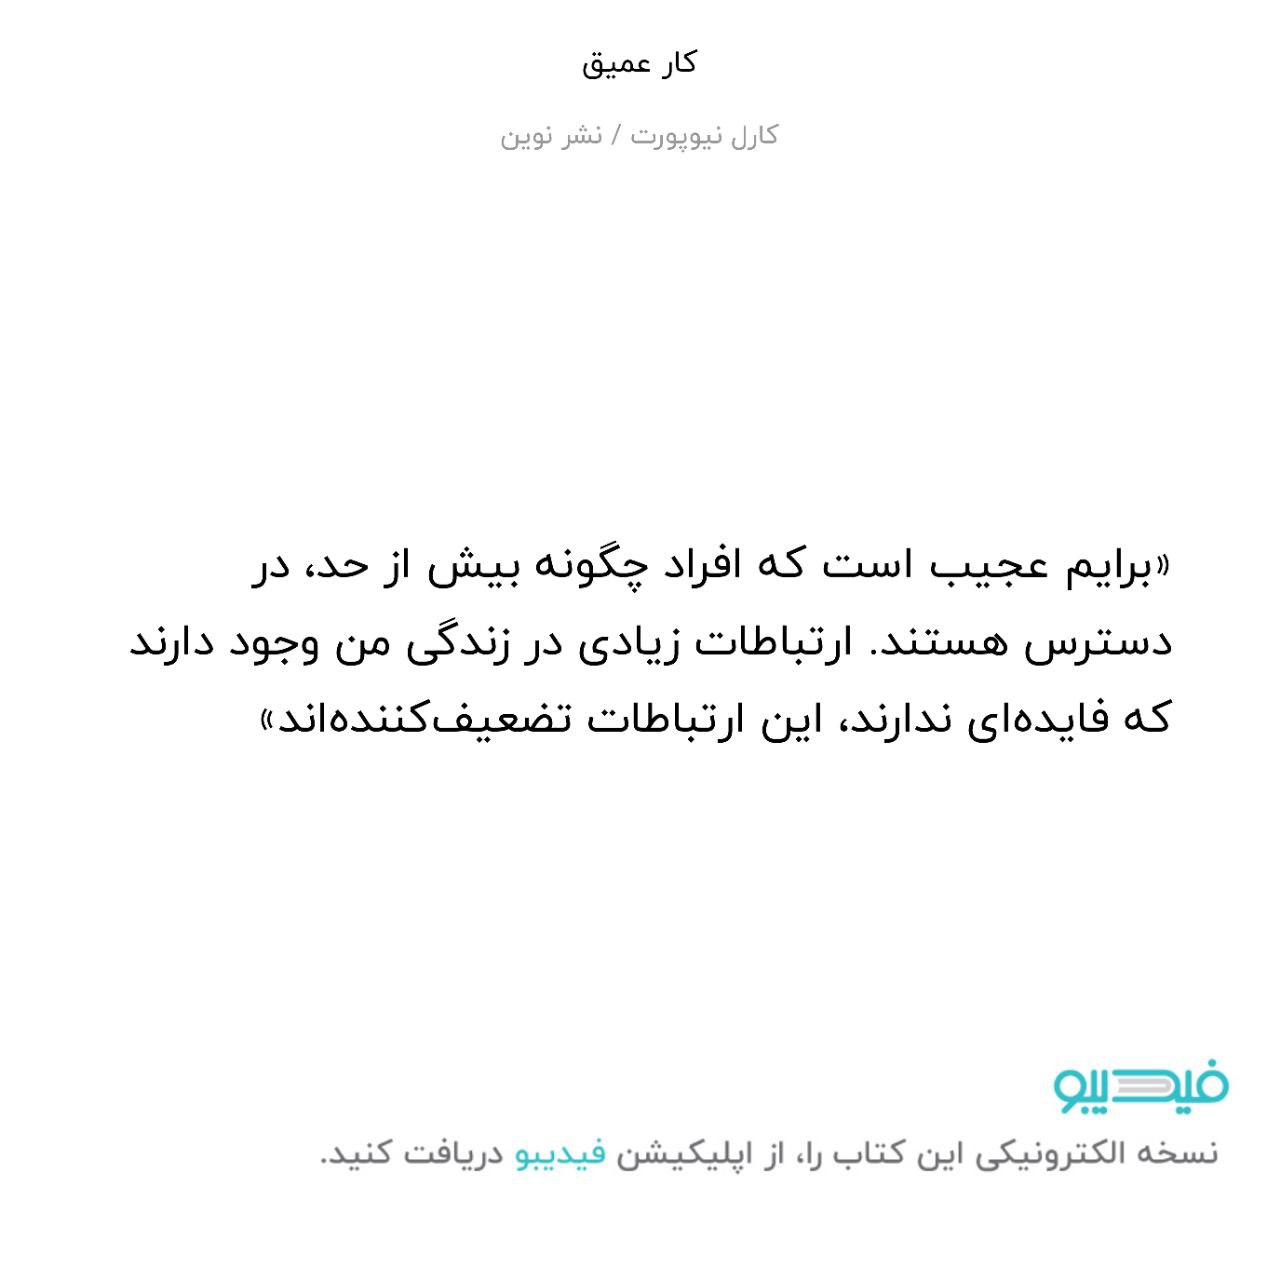 کار عمیق
کارل نیوپورت / نشر نوین
«برایم عجیب است که افراد چگونه بیش از حد، در
دسترس هستند. ارتباطات زیادی در زندگی من وجود دارند
که فایده‌ای ندارند، این ارتباطات تضعیف‌کننده‌اند»
فیدیبو
نسخه الکترونیکی این کتاب را، از اپلیکیشن فیدیبو دریافت کنید.